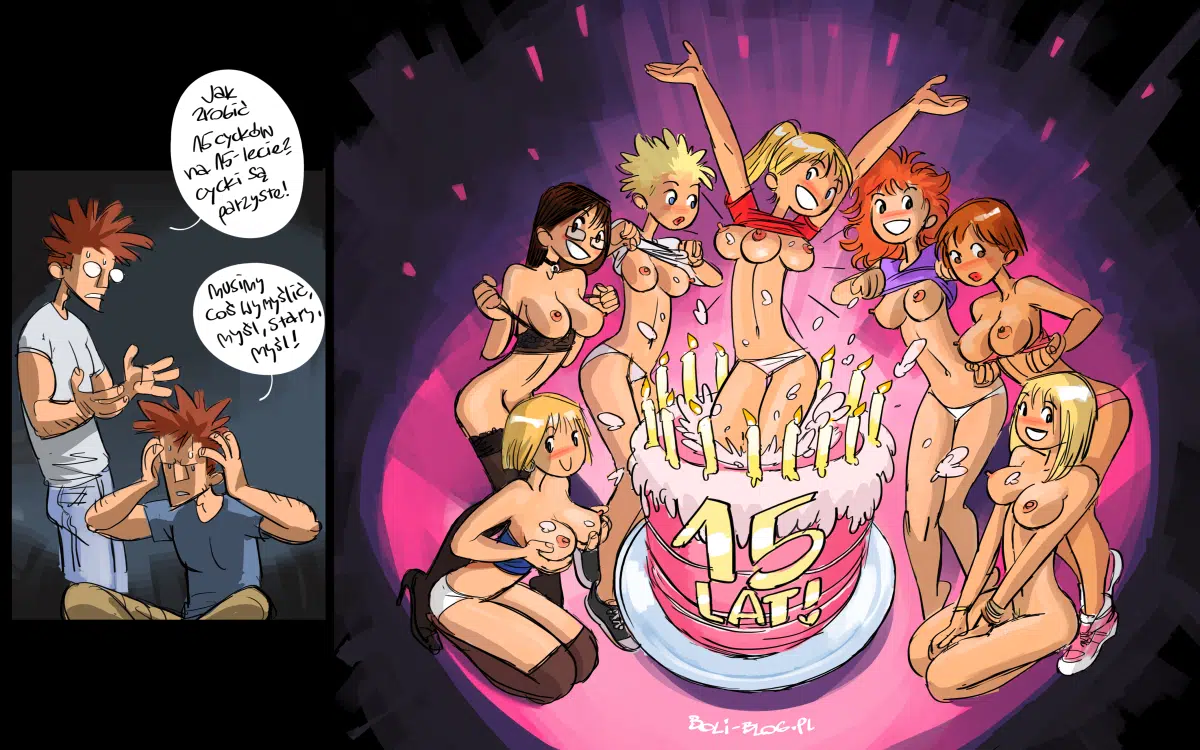 Jak
zrobić
15 cycków
na 15-lecie?
cycki są
parzyste!
Musimy
coś wymyślić,
myśl, stary,
myśl!
15
LAT!
BOLI-BLOG.PL